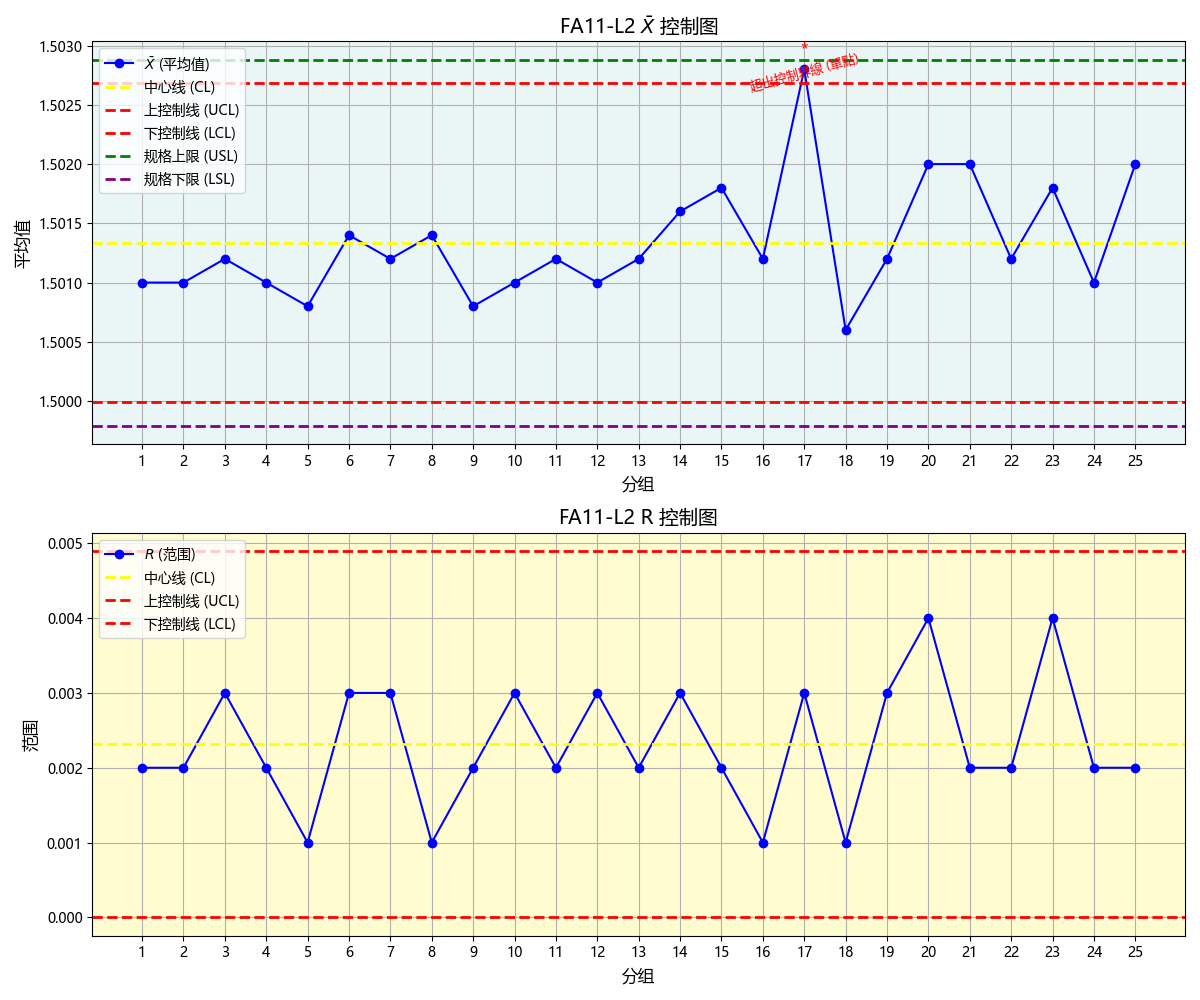 FA11-L2 X̄ 控制图
*
超出控制界線 (單點)
X̄ (平均值)
中心线 (CL)
上控制线 (UCL)
下控制线 (LCL)
规格上限 (USL)
规格下限 (LSL)
1.5030
1.5025
1.5020
1.5015
1.5010
1.5005
1.5000
平均值
1 2 3 4 5 6 7 8 9 10 11 12 13 14 15 16 17 18 19 20 21 22 23 24 25
分组
FA11-L2 R 控制图
R (范围)
中心线 (CL)
上控制线 (UCL)
下控制线 (LCL)
0.005
0.004
0.003
0.002
0.001
0.000
范围
1 2 3 4 5 6 7 8 9 10 11 12 13 14 15 16 17 18 19 20 21 22 23 24 25
分组